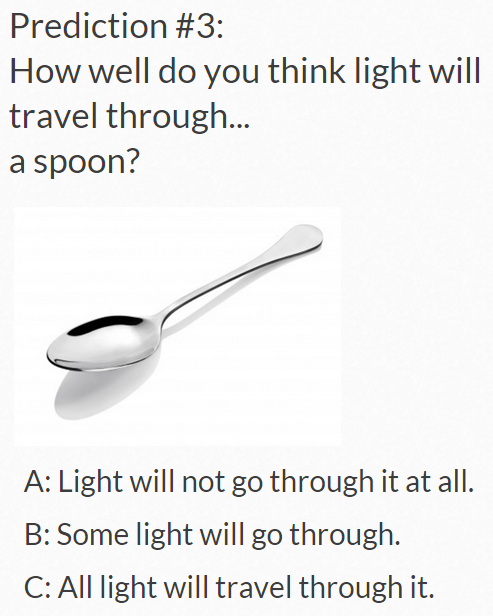 Prediction #3:
How well do you think light will
travel through...
a spoon?
A: Light will not go through it at all.
B: Some light will go through.
C: All light will travel through it.